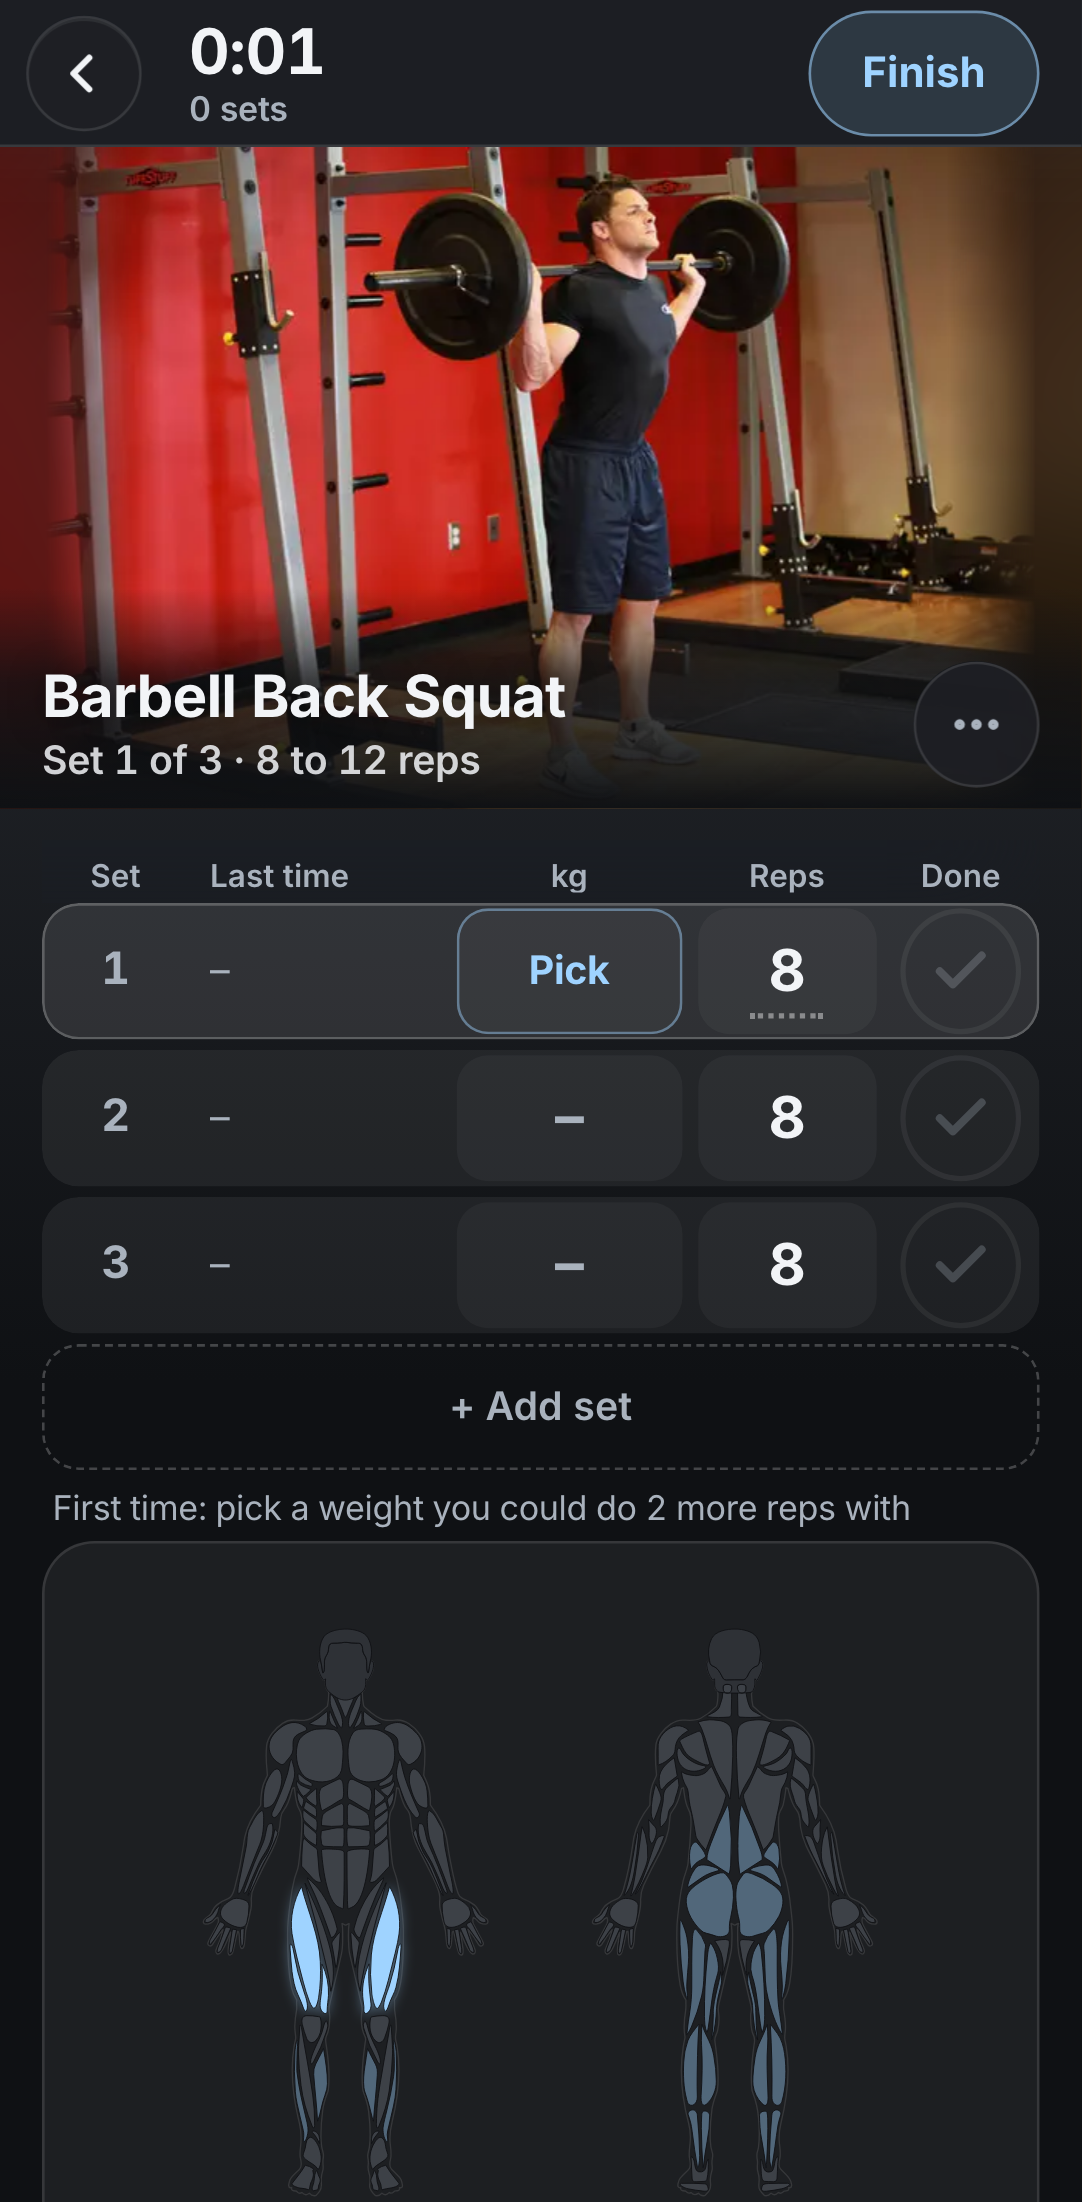 0:01
0 sets
Finish
Barbell Back Squat
Set 1 of 3 · 8 to 12 reps
Set Last time kg Reps Done
1 – Pick 8
2 – – 8
3 – – 8
+ Add set
First time: pick a weight you could do 2 more reps with